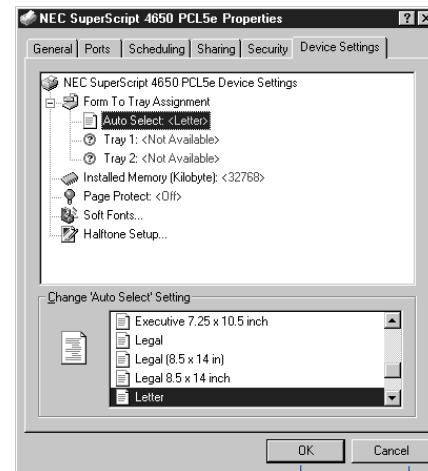 NEC SuperScript 4650 PCL5e Properties
General Ports Scheduling Sharing Security Device Settings
NEC SuperScript 4650 PCL5e Device Settings
Form To Tray Assignment
Auto Select: <Letter>
Tray 1: <Not Available>
Tray 2: <Not Available>
Installed Memory (Kilobyte): <32768>
Page Protect: <Off>
Soft Fonts...
Halftone Setup...
Change 'Auto Select' Setting
Executive 7.25 x 10.5 inch
Legal
Legal (8.5 x 14 in)
Legal 8.5 x 14 inch
Letter
OK Cancel